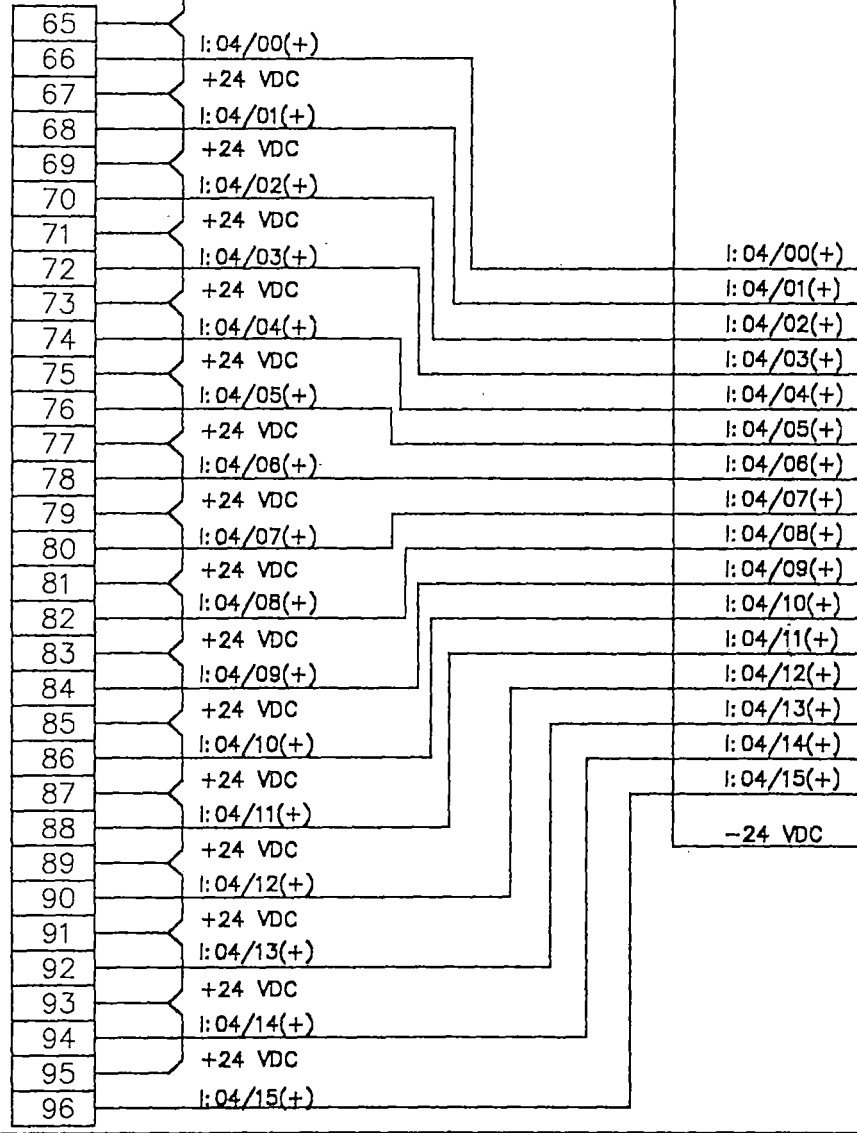 65
I:04/00(+)
66
+24 VDC
67
I:04/01(+)
68
+24 VDC
69
I:04/02(+)
70
+24 VDC
71
I:04/03(+)
72
+24 VDC
73
I:04/04(+)
74
+24 VDC
75
I:04/05(+)
76
+24 VDC
77
I:04/06(+)
78
+24 VDC
79
I:04/07(+)
80
+24 VDC
81
I:04/08(+)
82
+24 VDC
83
I:04/09(+)
84
+24 VDC
85
I:04/10(+)
86
+24 VDC
87
I:04/11(+)
88
+24 VDC
89
I:04/12(+)
90
+24 VDC
91
I:04/13(+)
92
+24 VDC
93
I:04/14(+)
94
+24 VDC
95
I:04/15(+)
96
I:04/00(+)
I:04/01(+)
I:04/02(+)
I:04/03(+)
I:04/04(+)
I:04/05(+)
I:04/06(+)
I:04/07(+)
I:04/08(+)
I:04/09(+)
I:04/10(+)
I:04/11(+)
I:04/12(+)
I:04/13(+)
I:04/14(+)
I:04/15(+)
-24 VDC